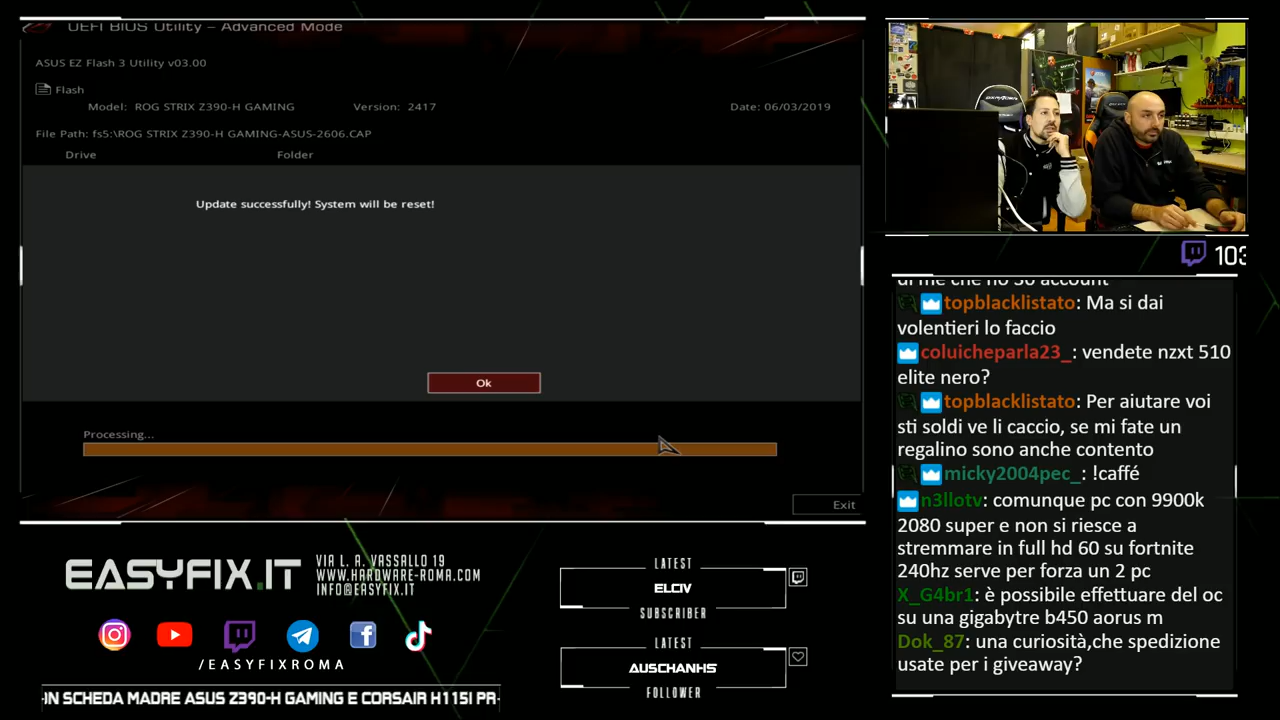 UEFI BIOS Utility – Advanced Mode
ASUS EZ Flash 3 Utility v03.00
Flash
Model: ROG STRIX Z390-H GAMING Version: 2417 Date: 06/03/2019
File Path: fs5:\ROG STRIX Z390-H GAMING-ASUS-2606.CAP
Drive Folder
Update successfully! System will be reset!
Ok
Processing...
Exit
103
di me che ho 30 account
topblacklistato: Ma si dai
volentieri lo faccio
coluicheparla23_: vendete nzxt 510
elite nero?
topblacklistato: Per aiutare voi
sti soldi ve li caccio, se mi fate un
regalino sono anche contento
micky2004pec_: !caffé
n3llotv: comunque pc con 9900k
2080 super e non si riesce a
stremmare in full hd 60 su fortnite
240hz serve per forza un 2 pc
X_G4br1: è possibile effettuare del oc
su una gigabytre b450 aorus m
Dok_87: una curiosità,che spedizione
usate per i giveaway?
EASYFIX.IT
VIA L. A. VASSALLO 19
WWW.HARDWARE-ROMA.COM
INFO@EASYFIX.IT
/EASYFIXROMA
LATEST
ELCIV
SUBSCRIBER
LATEST
AUSCHANHS
FOLLOWER
IN SCHEDA MADRE ASUS Z390-H GAMING E CORSAIR H115I PR